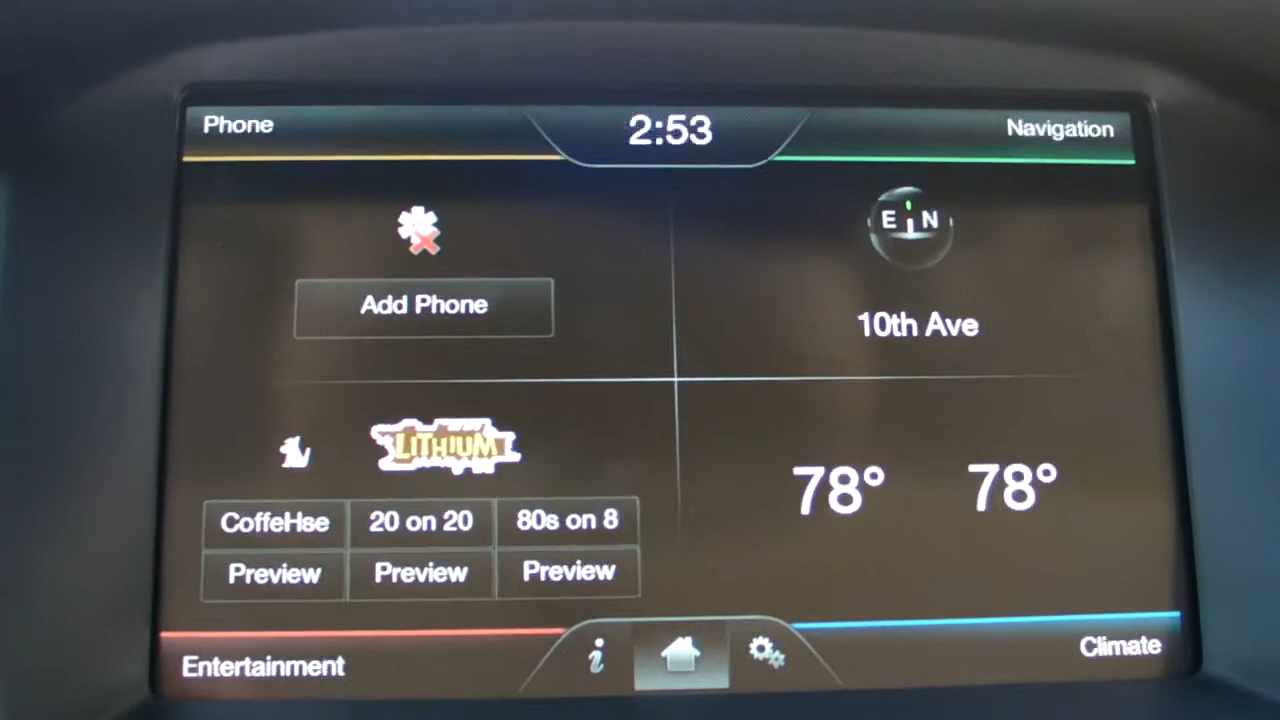 Phone
2:53
Navigation
E N
Add Phone
10th Ave
LITHIUM
78° 78°
CoffeHse 20 on 20 80s on 8
Preview Preview Preview
Entertainment
i
Climate